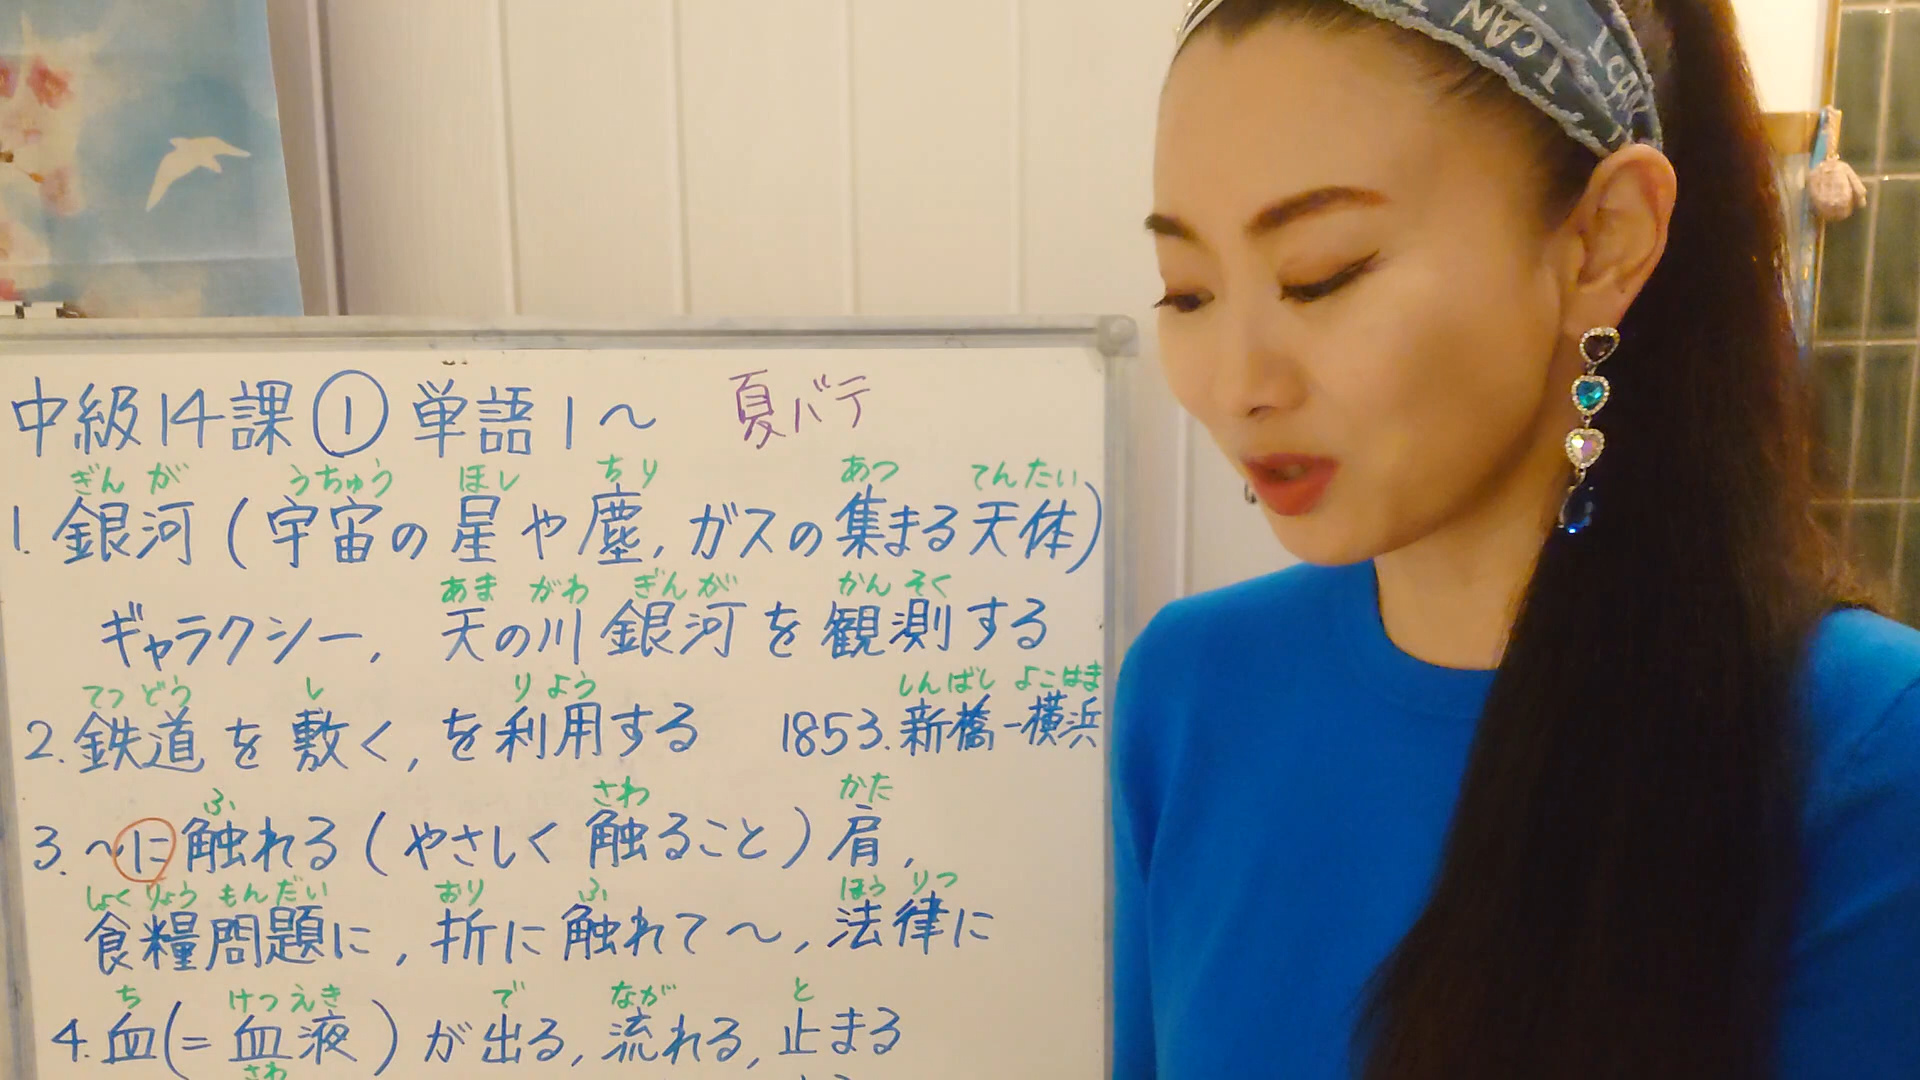 中級14課 ① 単語1〜 夏バテ
ぎん が うちゅう ほし ちり あつ てんたい
1. 銀河 (宇宙の星や塵, ガスの集まる天体)
あま がわ ぎんが かんそく
ギャラクシー, 天の川銀河を観測する
てつどう し りよう しんばし よこはま
2. 鉄道を敷く, を利用する 1853. 新橋-横浜
ふ さわ かた
3. 〜に触れる (やさしく触ること) 肩,
しょくりょう もんだい おり ふ ほうりつ
食糧問題に, 折に触れて〜, 法律に
ち けつえき で なが と
4. 血 (= 血液) が出る, 流れる, 止まる
さわ
I CAN